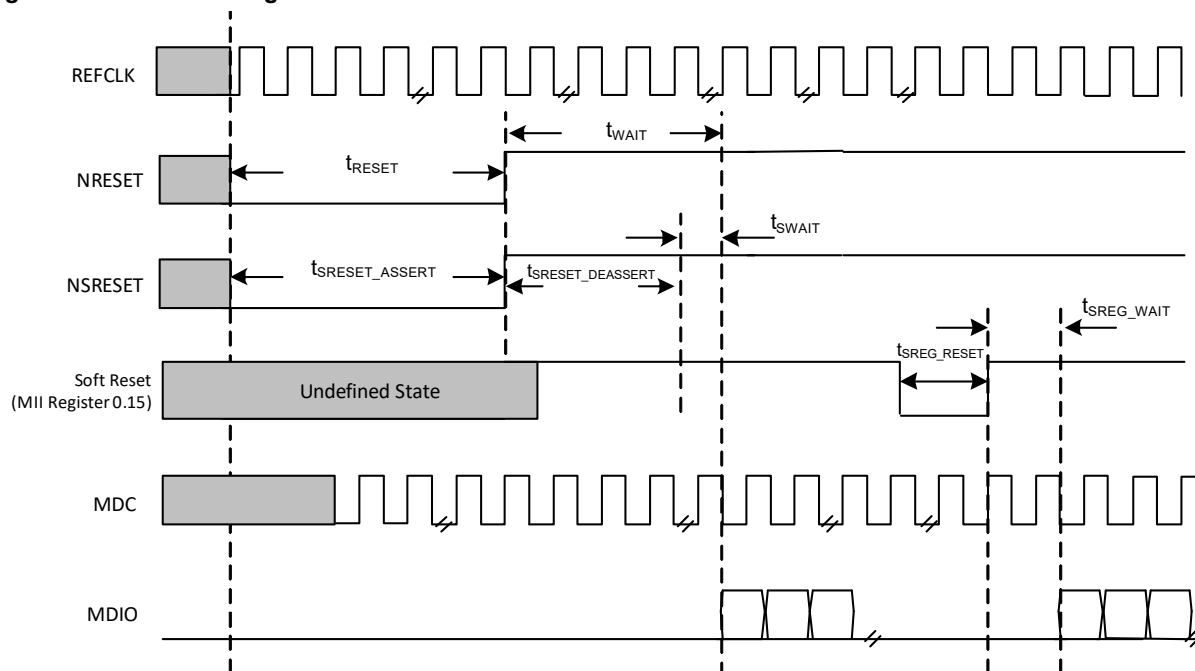 REFCLK
tWAIT
tRESET
NRESET
tSWAIT
tSRESET_ASSERT
tSRESET_DEASSERT
NSRESET
tSREG_WAIT
tSREG_RESET
Soft Reset
(MII Register 0.15)
Undefined State
MDC
MDIO